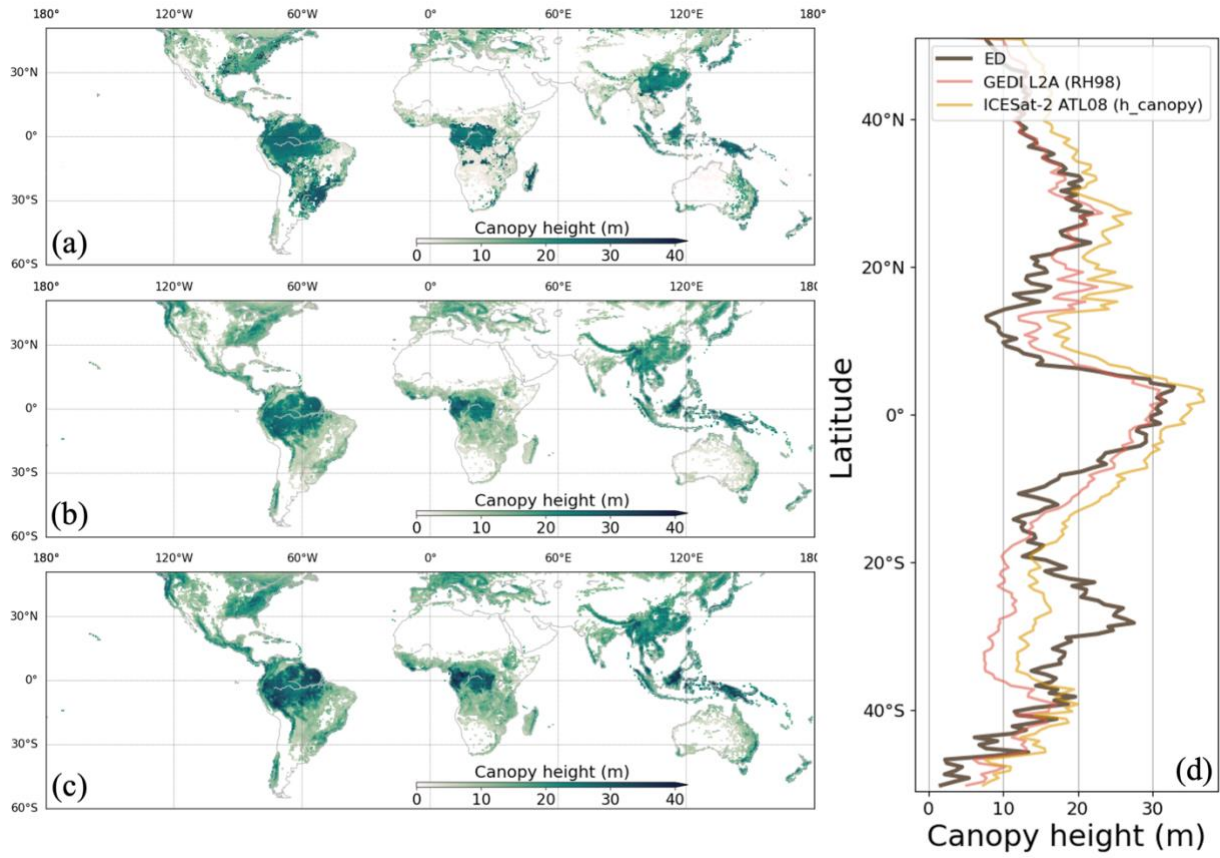 180° 120°W 60°W 0° 60°E 120°E 180°
30°N
0°
30°S
60°S
(a)
Canopy height (m)
0 10 20 30 40
180° 120°W 60°W 0° 60°E 120°E 180°
30°N
0°
30°S
60°S
(b)
Canopy height (m)
0 10 20 30 40
180° 120°W 60°W 0° 60°E 120°E 180°
30°N
0°
30°S
60°S
(c)
Canopy height (m)
0 10 20 30 40
ED
GEDI L2A (RH98)
ICESat-2 ATL08 (h_canopy)
40°N
20°N
0°
20°S
40°S
Latitude
(d)
0 10 20 30
Canopy height (m)